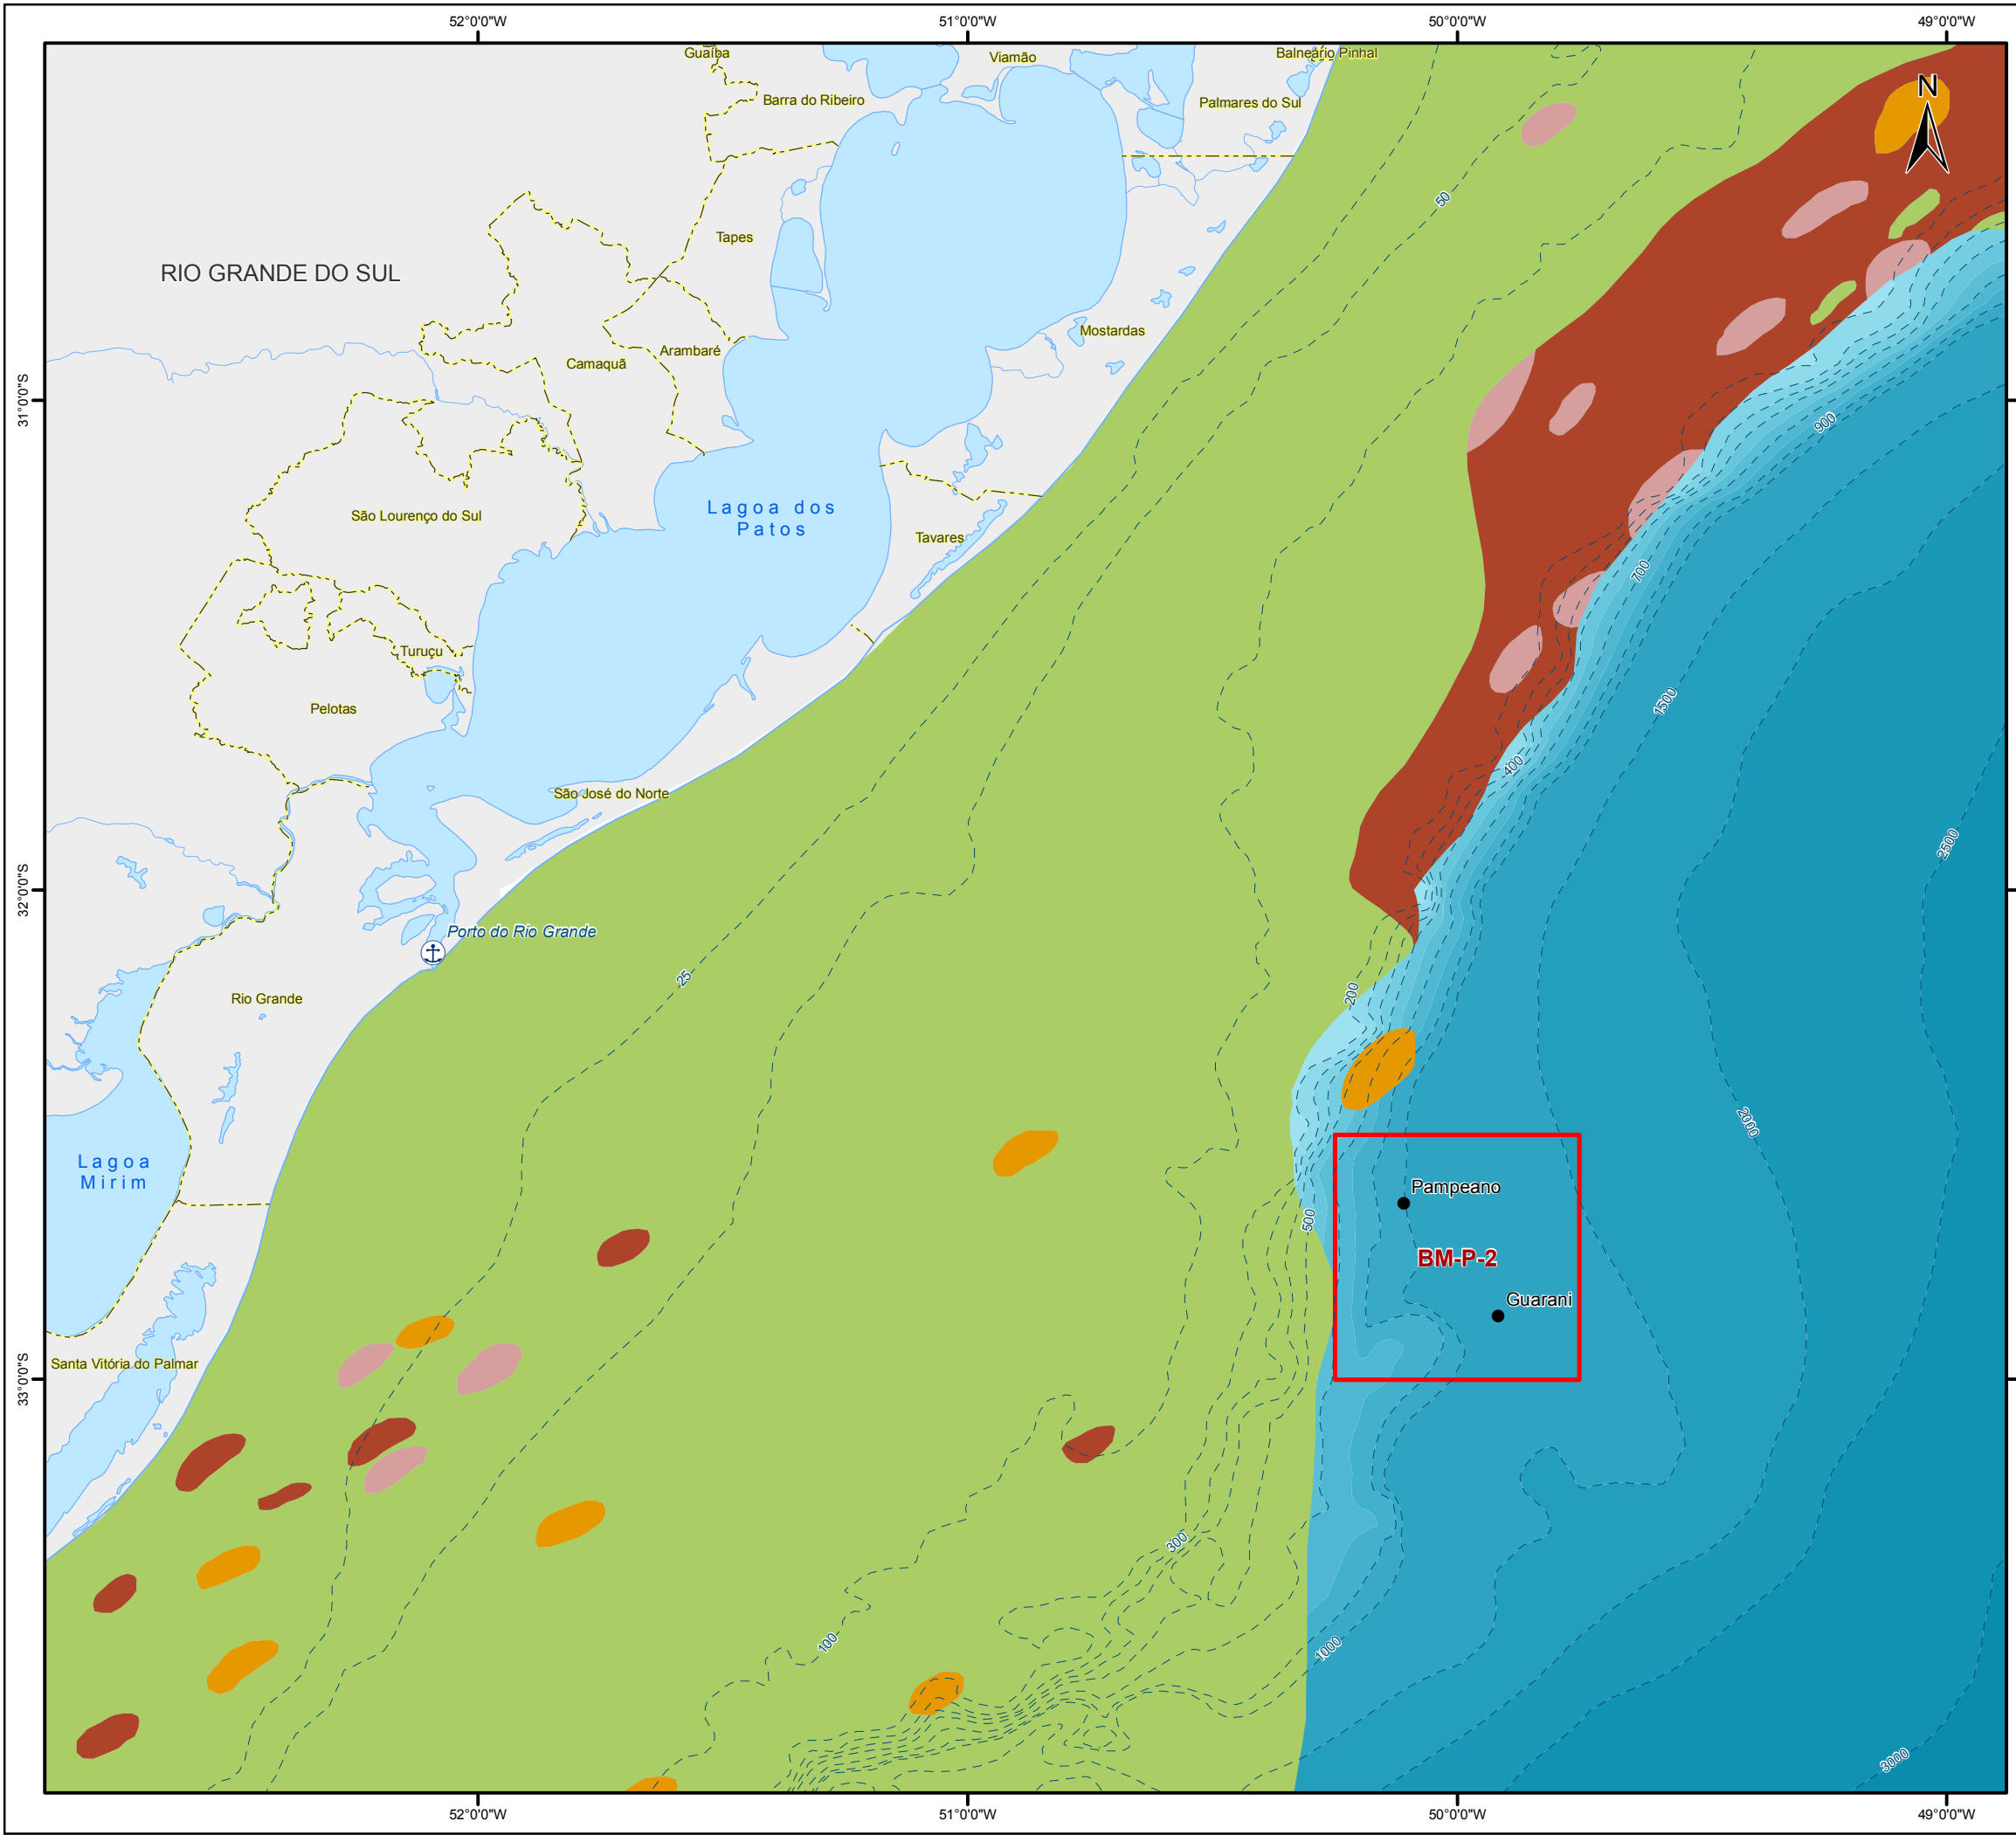 52°0'0"W
51°0'0"W
50°0'0"W
49°0'0"W
Guaíba
Viamão
Balneário Pinhal
N
Barra do Ribeiro
Palmares do Sul
50
Tapes
RIO GRANDE DO SUL
Mostardas
Arambaré
Camaquã
31°0'0"S
900
São Lourenço do Sul
Lagoa dos
Patos
Tavares
700
Turuçu
1500
Pelotas
400
São José do Norte
2500
32°0'0"S
Porto do Rio Grande
25
200
Rio Grande
2000
Lagoa
Mirim
Pampeano
500
BM-P-2
Guarani
Santa Vitória do Palmar
33°0'0"S
300
100
1000
3000
52°0'0"W
51°0'0"W
50°0'0"W
49°0'0"W